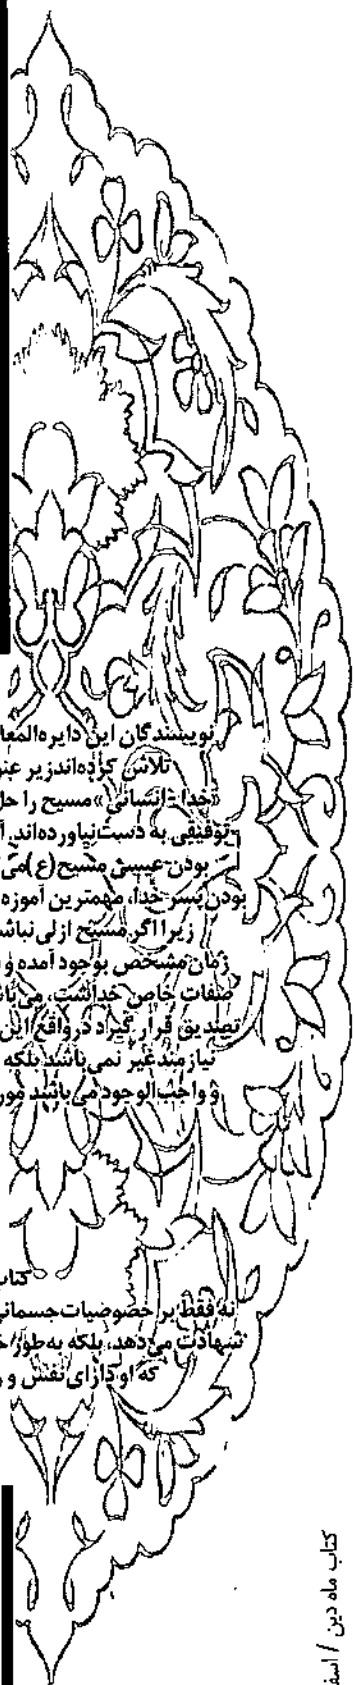 نویسندگان این دایره‌المعا
تلاش کرده‌اند زیر عنو
«خدا - انسانی» مسیح را حل
توفیقی به دست نیاورده‌اند. آ
بودن عیسی مسیح (ع) می
بودن پسر خدا، مهمترین آموزه
زیرا اگر مسیح ازلی نباشد
زمان مشخص بوجود آمده و
صفات خاص خداست، می‌با
تصدیق قرار گیرد در واقع این
نیازمند غیر نمی‌باشد بلکه
و واجب‌الوجود می‌باشد مور
کتاب
نه فقط بر خصوصیات جسمانی
شهادت می‌دهد، بلکه به‌طور خ
که او دارای نفس و ر
کتاب ماه دین / اسف